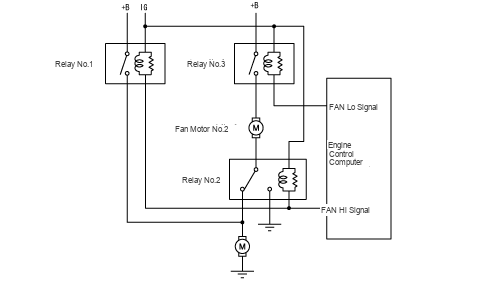 +B IG +B
Relay No.1
Relay No.3
FAN Lo Signal
Fan Motor No.2
M
Engine
Control
Computer
Relay No.2
FAN Hi Signal
M